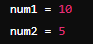 num1 = 10
num2 = 5